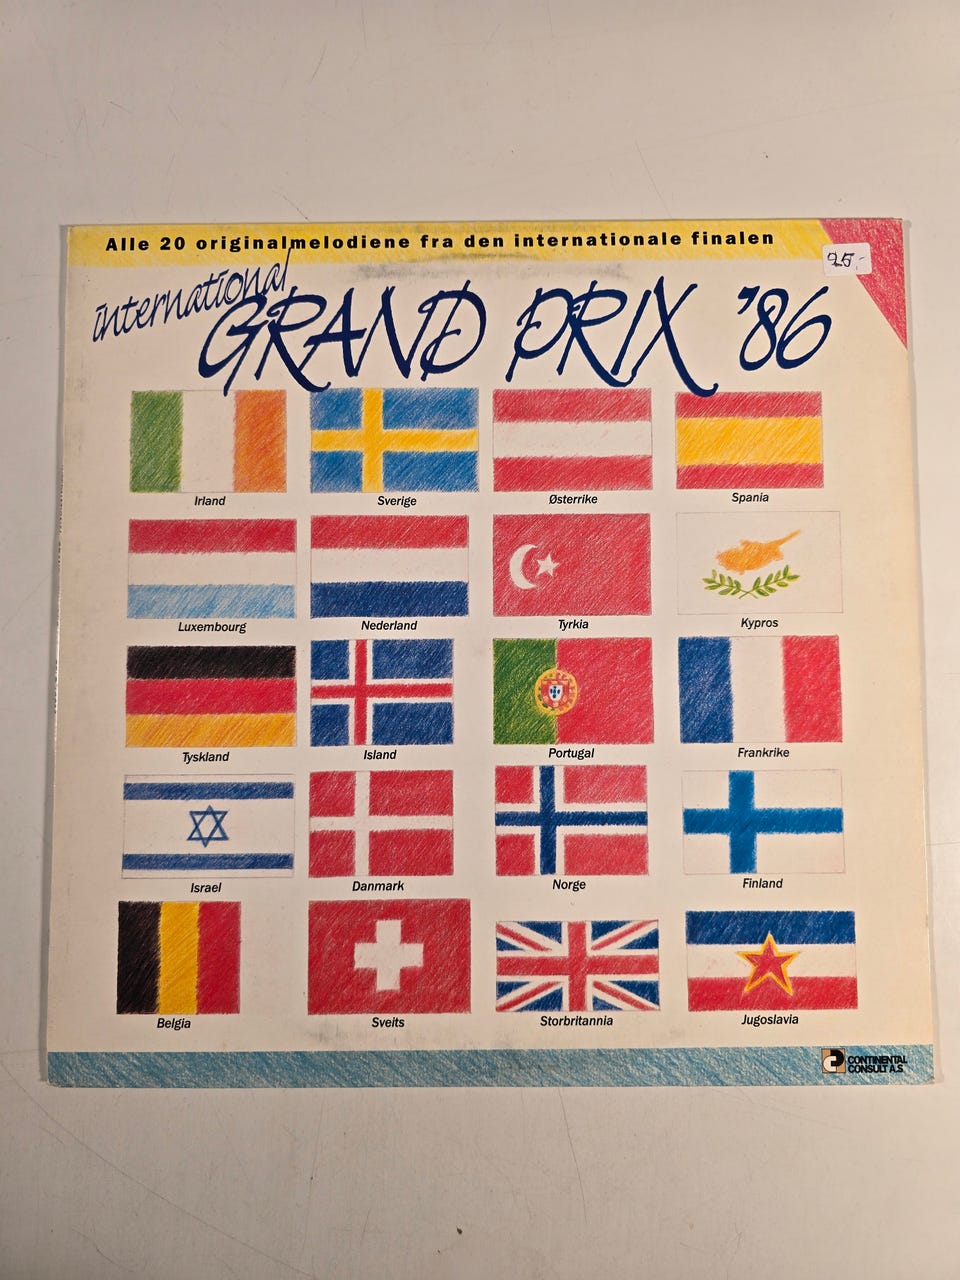 Alle 20 originalmelodiene fra den internationale finalen
25,-
international
GRAND PRIX '86
Irland
Sverige
Østerrike
Spania
Luxembourg
Nederland
Tyrkia
Kypros
Tyskland
Island
Portugal
Frankrike
Israel
Danmark
Norge
Finland
Belgia
Sveits
Storbritannia
Jugoslavia
CONTINENTAL
CONSULT A.S.